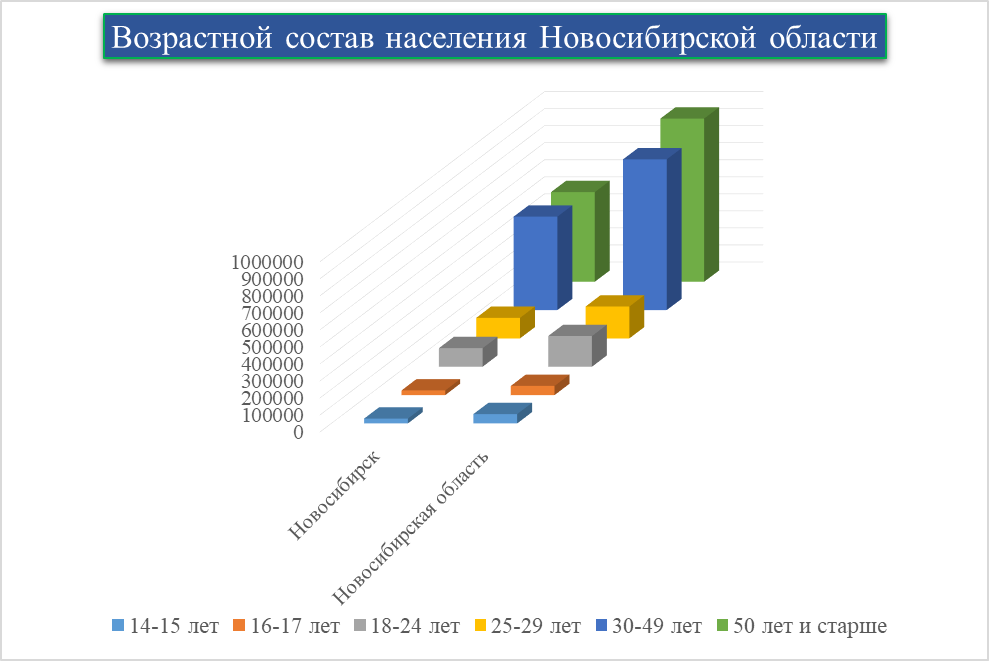 Возрастной состав населения Новосибирской области
1000000
900000
800000
700000
600000
500000
400000
300000
200000
100000
0
Новосибирск
Новосибирская область
14-15 лет 16-17 лет 18-24 лет 25-29 лет 30-49 лет 50 лет и старше